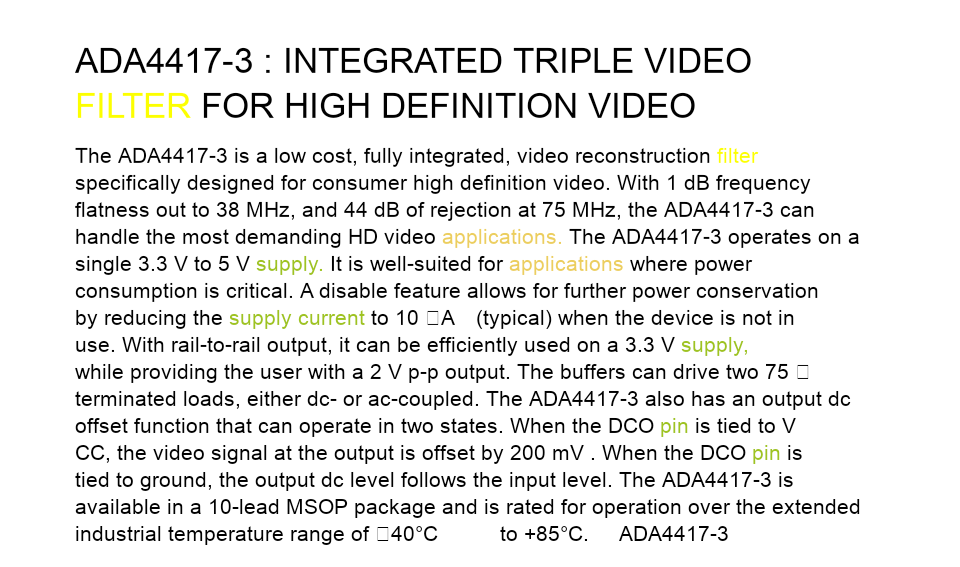 ADA4417-3 : INTEGRATED TRIPLE VIDEO
FILTER FOR HIGH DEFINITION VIDEO
The ADA4417-3 is a low cost, fully integrated, video reconstruction filter
specifically designed for consumer high definition video. With 1 dB frequency
flatness out to 38 MHz, and 44 dB of rejection at 75 MHz, the ADA4417-3 can
handle the most demanding HD video applications. The ADA4417-3 operates on a
single 3.3 V to 5 V supply. It is well-suited for applications where power
consumption is critical. A disable feature allows for further power conservation
by reducing the supply current to 10 □A (typical) when the device is not in
use. With rail-to-rail output, it can be efficiently used on a 3.3 V supply,
while providing the user with a 2 V p-p output. The buffers can drive two 75 □
terminated loads, either dc- or ac-coupled. The ADA4417-3 also has an output dc
offset function that can operate in two states. When the DCO pin is tied to V
CC, the video signal at the output is offset by 200 mV . When the DCO pin is
tied to ground, the output dc level follows the input level. The ADA4417-3 is
available in a 10-lead MSOP package and is rated for operation over the extended
industrial temperature range of □40°C to +85°C. ADA4417-3